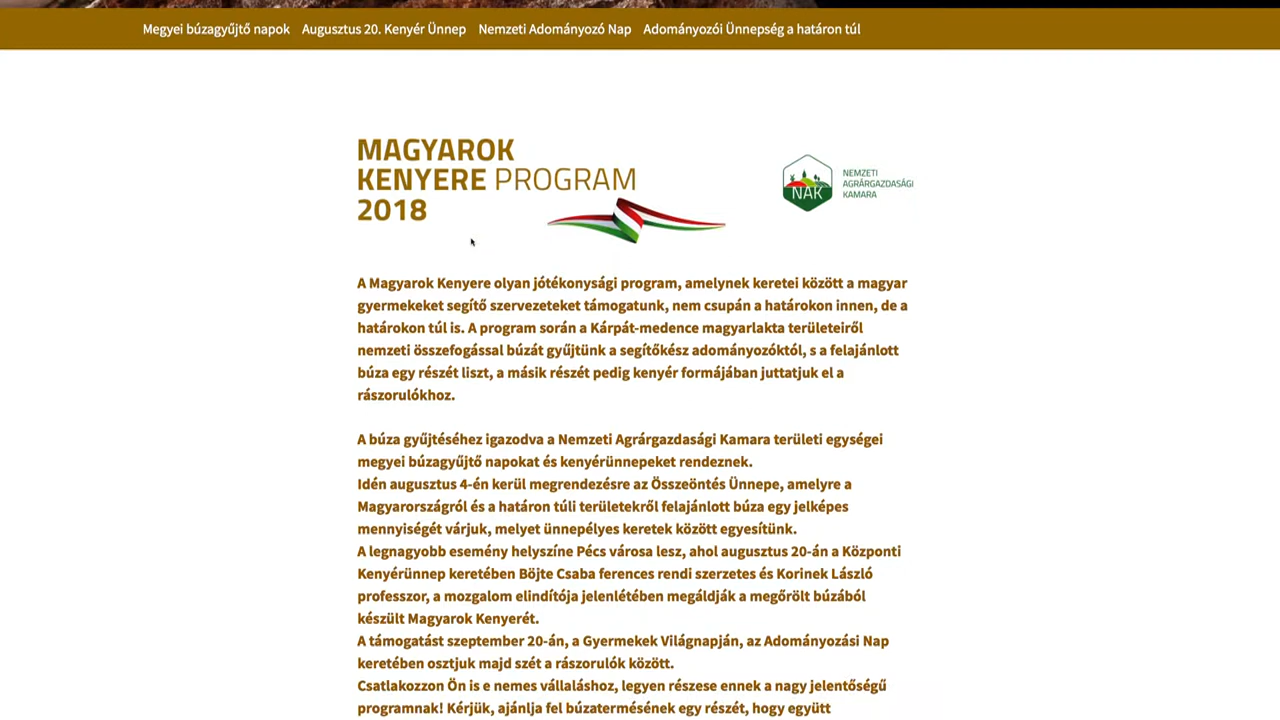 Megyei búzagyűjtő napok Augusztus 20. Kenyér Ünnep Nemzeti Adományozó Nap Adományozói Ünnepség a határon túl
MAGYAROK
KENYERE PROGRAM
2018
NAK
NEMZETI
AGRÁRGAZDASÁGI
KAMARA
A Magyarok Kenyere olyan jótékonysági program, amelynek keretei között a magyar
gyermekeket segítő szervezeteket támogatunk, nem csupán a határokon innen, de a
határokon túl is. A program során a Kárpát-medence magyarlakta területeiről
nemzeti összefogással búzát gyűjtünk a segítőkész adományozóktól, s a felajánlott
búza egy részét liszt, a másik részét pedig kenyér formájában juttatjuk el a
rászorulókhoz.
A búza gyűjtéséhez igazodva a Nemzeti Agrárgazdasági Kamara területi egységei
megyei búzagyűjtő napokat és kenyérünnepeket rendeznek.
Idén augusztus 4-én kerül megrendezésre az Összeöntés Ünnepe, amelyre a
Magyarországról és a határon túli területekről felajánlott búza egy jelképes
mennyiségét várjuk, melyet ünnepélyes keretek között egyesítünk.
A legnagyobb esemény helyszíne Pécs városa lesz, ahol augusztus 20-án a Központi
Kenyérünnep keretében Böjte Csaba ferences rendi szerzetes és Korinek László
professzor, a mozgalom elindítója jelenlétében megáldják a megőrölt búzából
készült Magyarok Kenyerét.
A támogatást szeptember 20-án, a Gyermekek Világnapján, az Adományozási Nap
keretében osztjuk majd szét a rászorulók között.
Csatlakozzon Ön is e nemes vállaláshoz, legyen részese ennek a nagy jelentőségű
programnak! Kérjük, ajánlja fel búzatermésének egy részét, hogy együtt